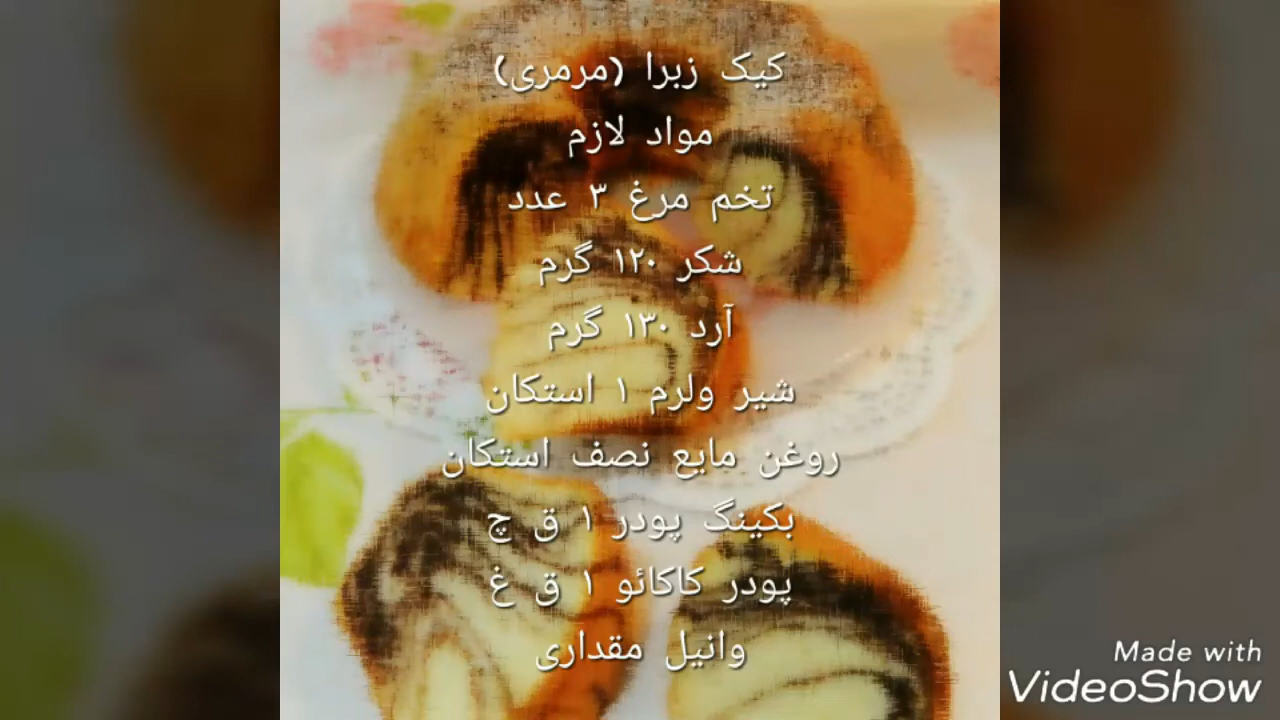 کیک زبرا (مرمری)
مواد لازم
تخم مرغ ۳ عدد
شکر ۱۲۰ گرم
آرد ۱۳۰ گرم
شیر ولرم ۱ استکان
روغن مایع نصف استکان
بکینگ پودر ۱ ق چ
پودر کاکائو ۱ ق غ
وانیل مقداری
Made with
VideoShow